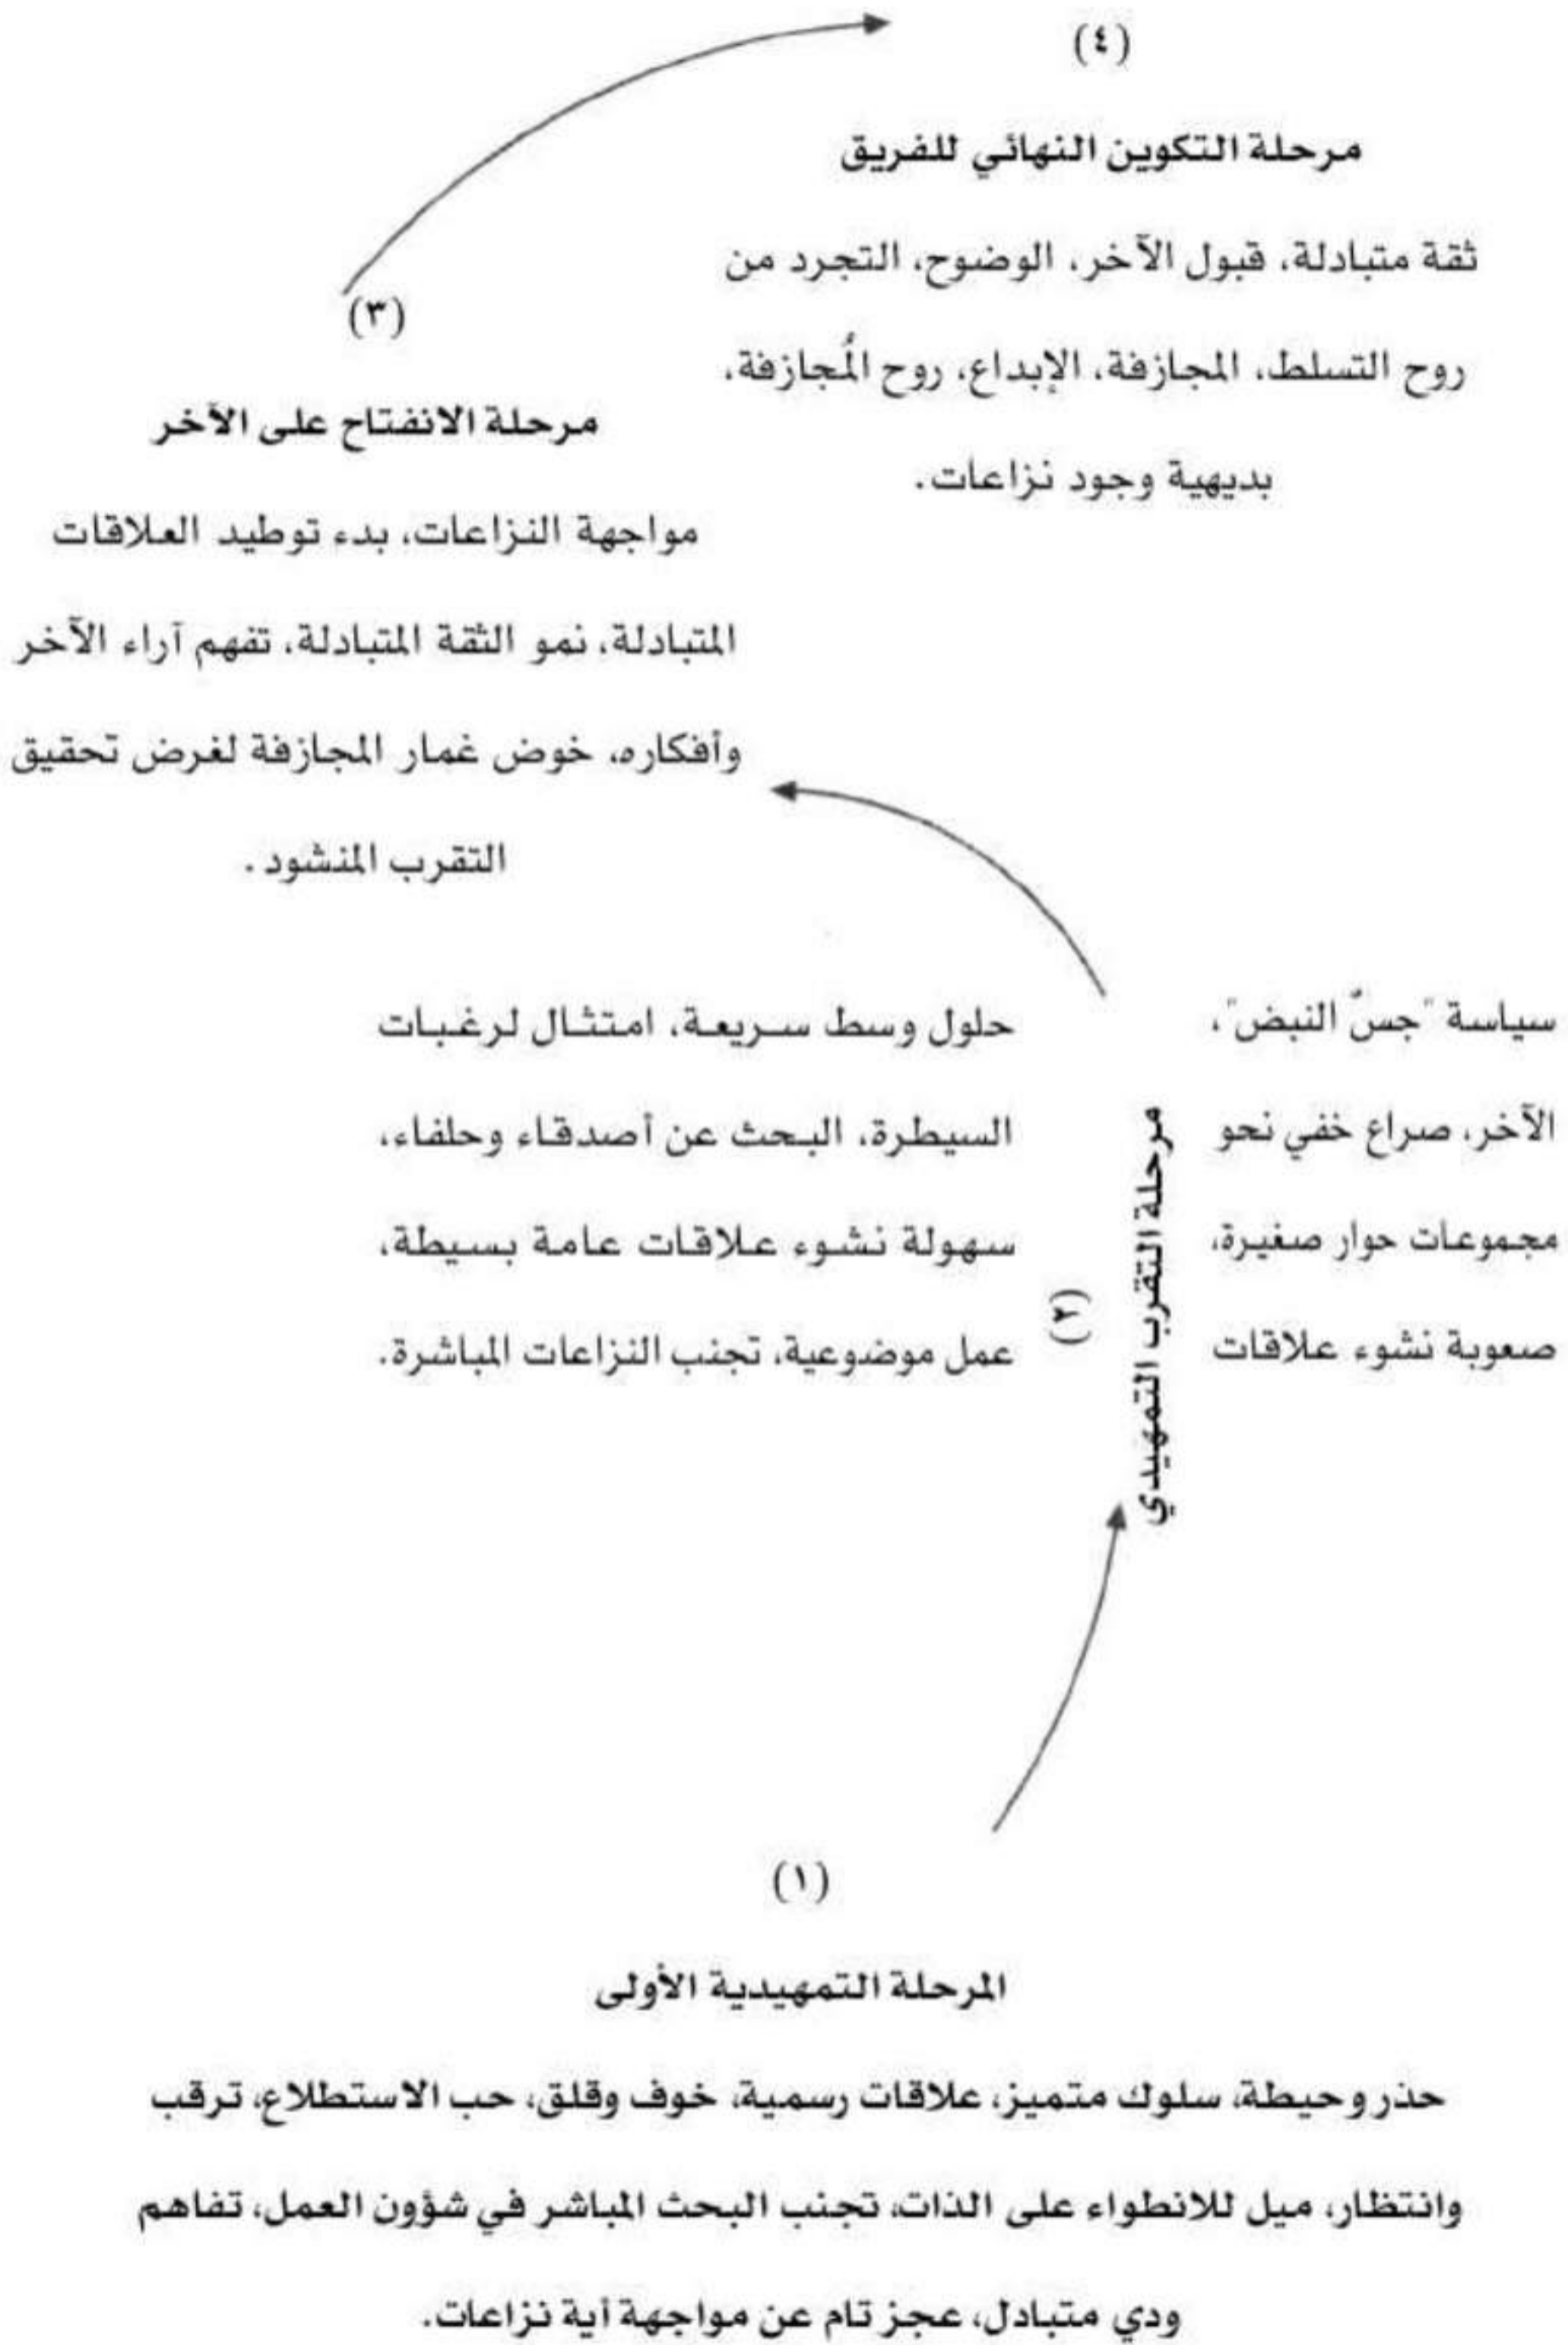 (٤)
مرحلة التكوين النهائي للفريق
ثقة متبادلة، قبول الآخر، الوضوح، التجرد من
روح التسلط، المجازفة، الإبداع، روح المُجازفة،
بديهية وجود نزاعات.
(٣)
مرحلة الانفتاح على الآخر
مواجهة النزاعات، بدء توطيد العلاقات
المتبادلة، نمو الثقة المتبادلة، تفهم آراء الآخر
وأفكاره، خوض غمار المجازفة لغرض تحقيق
التقرب المنشود.
سياسة "جسّ النبض"، حلول وسط سريعة، امتثال لرغبات
الآخر، صراع خفي نحو السيطرة، البحث عن أصدقاء وحلفاء،
مجموعات حوار صغيرة، سهولة نشوء علاقات عامة بسيطة،
صعوبة نشوء علاقات عمل موضوعية، تجنب النزاعات المباشرة.
مرحلة التقرب التمهيدي
(٢)
(١)
المرحلة التمهيدية الأولى
حذر وحيطة، سلوك متميز، علاقات رسمية، خوف وقلق، حب الاستطلاع، ترقب
وانتظار، ميل للانطواء على الذات، تجنب البحث المباشر في شؤون العمل، تفاهم
ودي متبادل، عجز تام عن مواجهة أية نزاعات.